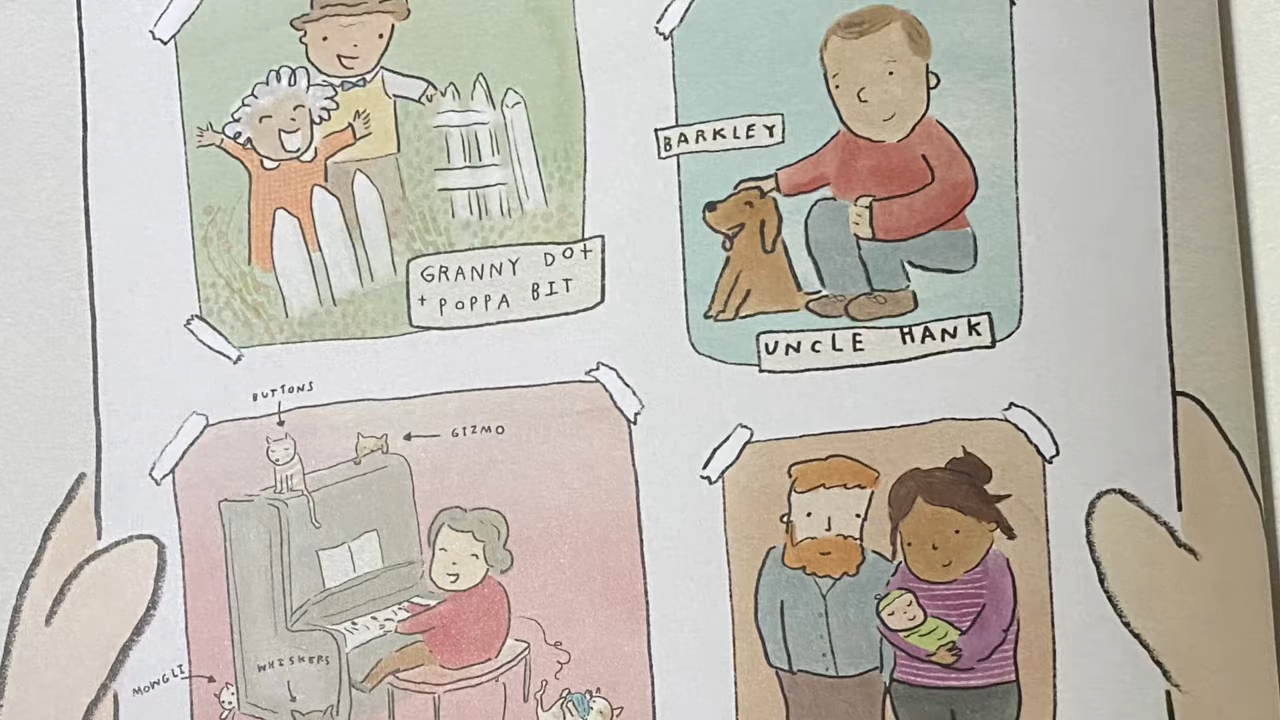 GRANNY DOt
+ POPPA BIT
BARKLEY
UNCLE HANK
BUTTONS
GIZMO
WHISKERS
MOWGLI